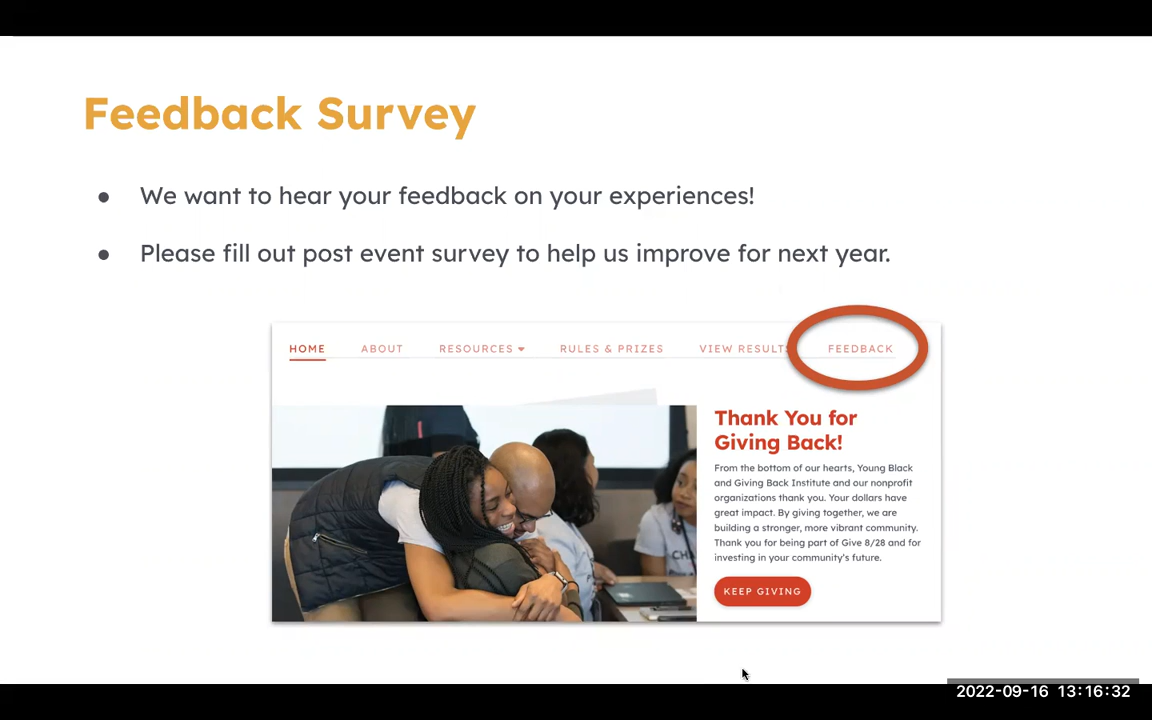 Feedback Survey
● We want to hear your feedback on your experiences!
● Please fill out post event survey to help us improve for next year.
HOME ABOUT RESOURCES RULES & PRIZES VIEW RESULTS FEEDBACK
Thank You for
Giving Back!
From the bottom of our hearts, Young Black
and Giving Back Institute and our nonprofit
organizations thank you. Your dollars have
great impact. By giving together, we are
building a stronger, more vibrant community.
Thank you for being part of Give 8/28 and for
investing in your community's future.
KEEP GIVING
2022-09-16 13:16:32